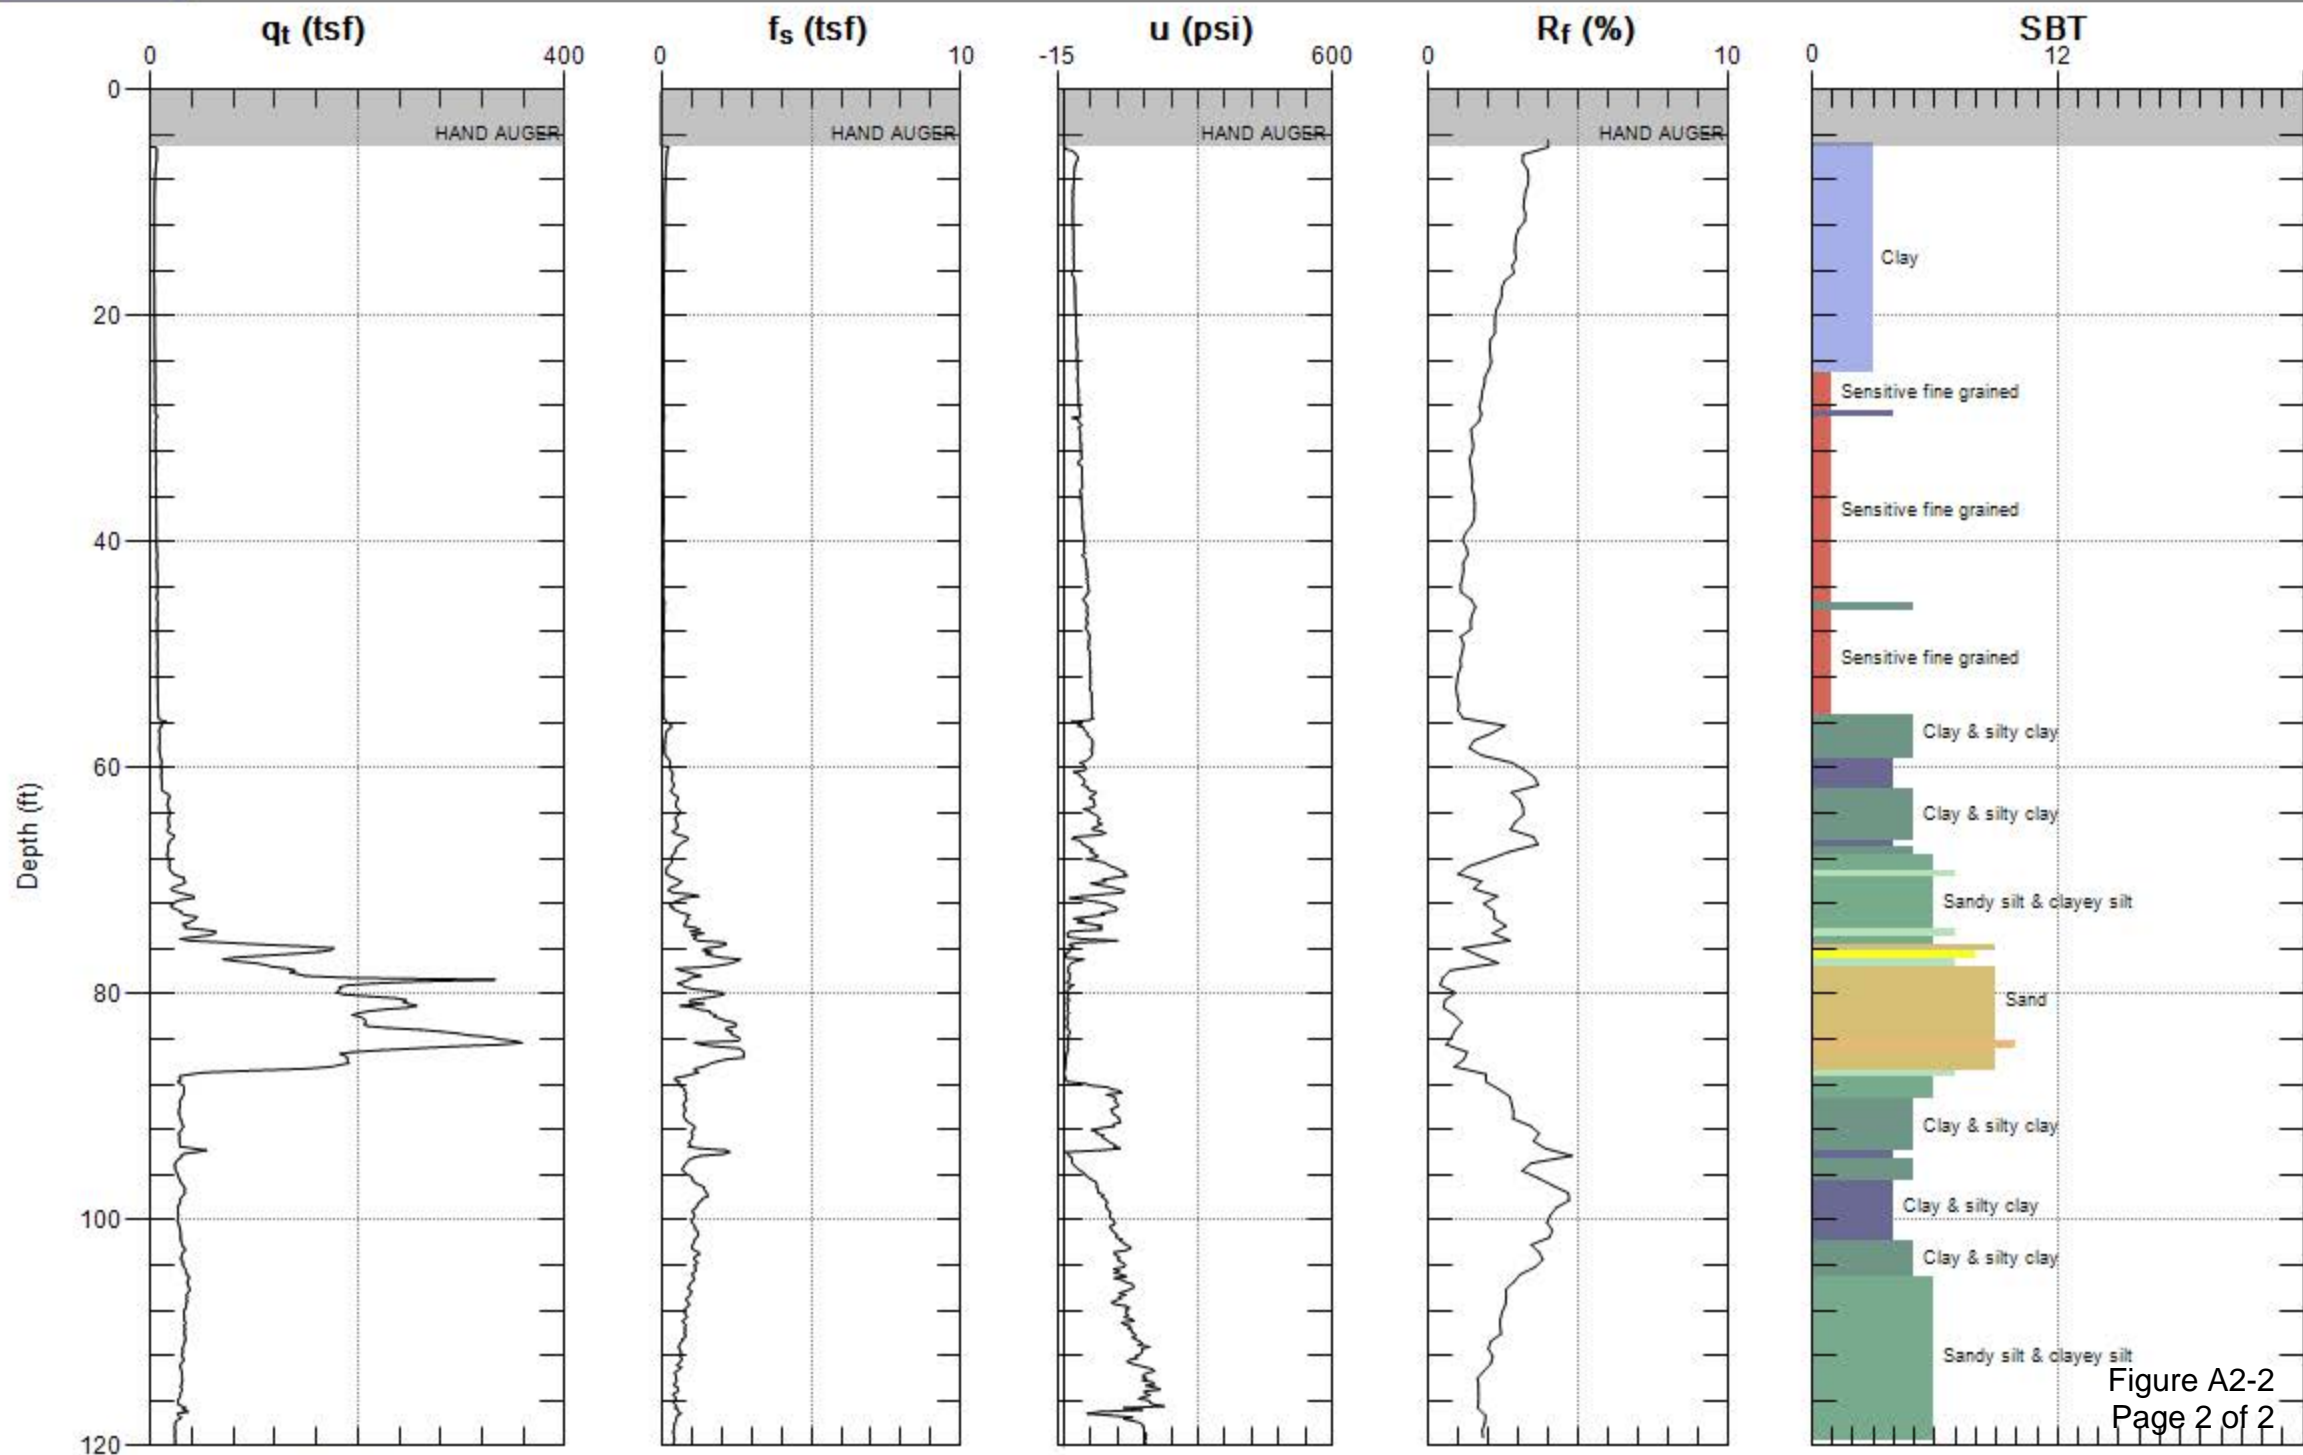 qt (tsf)
fs (tsf)
u (psi)
Rf (%)
SBT
0 400
0 10
-15 600
0 10
0 12
0
HAND AUGER
HAND AUGER
HAND AUGER
HAND AUGER
Clay
20
Sensitive fine grained
Sensitive fine grained
40
Sensitive fine grained
Clay & silty clay
60
Clay & silty clay
Depth (ft)
Sandy silt & clayey silt
80
Sand
Clay & silty clay
100
Clay & silty clay
Clay & silty clay
Sandy silt & clayey silt
Figure A2-2
Page 2 of 2
120